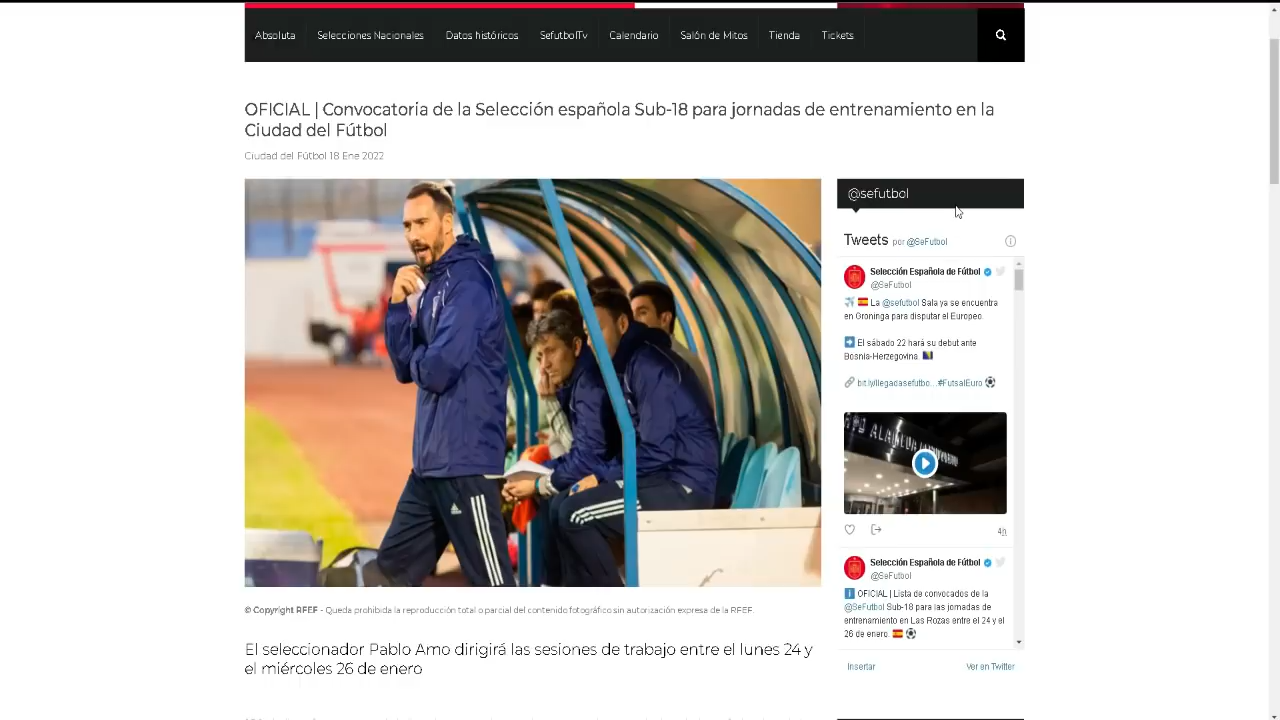 Absoluta Selecciones Nacionales Datos históricos SefutbolTv Calendario Salón de Mitos Tienda Tickets
OFICIAL | Convocatoria de la Selección española Sub-18 para jornadas de entrenamiento en la
Ciudad del Fútbol
Ciudad del Fútbol 18 Ene 2022
@sefutbol
Tweets por @SeFutbol
Selección Española de Fútbol
@SeFutbol
La @sefutbol Sala ya se encuentra
en Groninga para disputar el Europeo.
El sábado 22 hará su debut ante
Bosnia-Herzegovina.
bit.ly/llegadasefutbo… #FutsalEuro
4h
Selección Española de Fútbol
@SeFutbol
OFICIAL | Lista de convocados de la
@SeFutbol Sub-18 para las jornadas de
entrenamiento en Las Rozas entre el 24 y el
26 de enero.
Insertar Ver en Twitter
© Copyright RFEF - Queda prohibida la reproducción total o parcial del contenido fotográfico sin autorización expresa de la RFEF.
El seleccionador Pablo Amo dirigirá las sesiones de trabajo entre el lunes 24 y
el miércoles 26 de enero